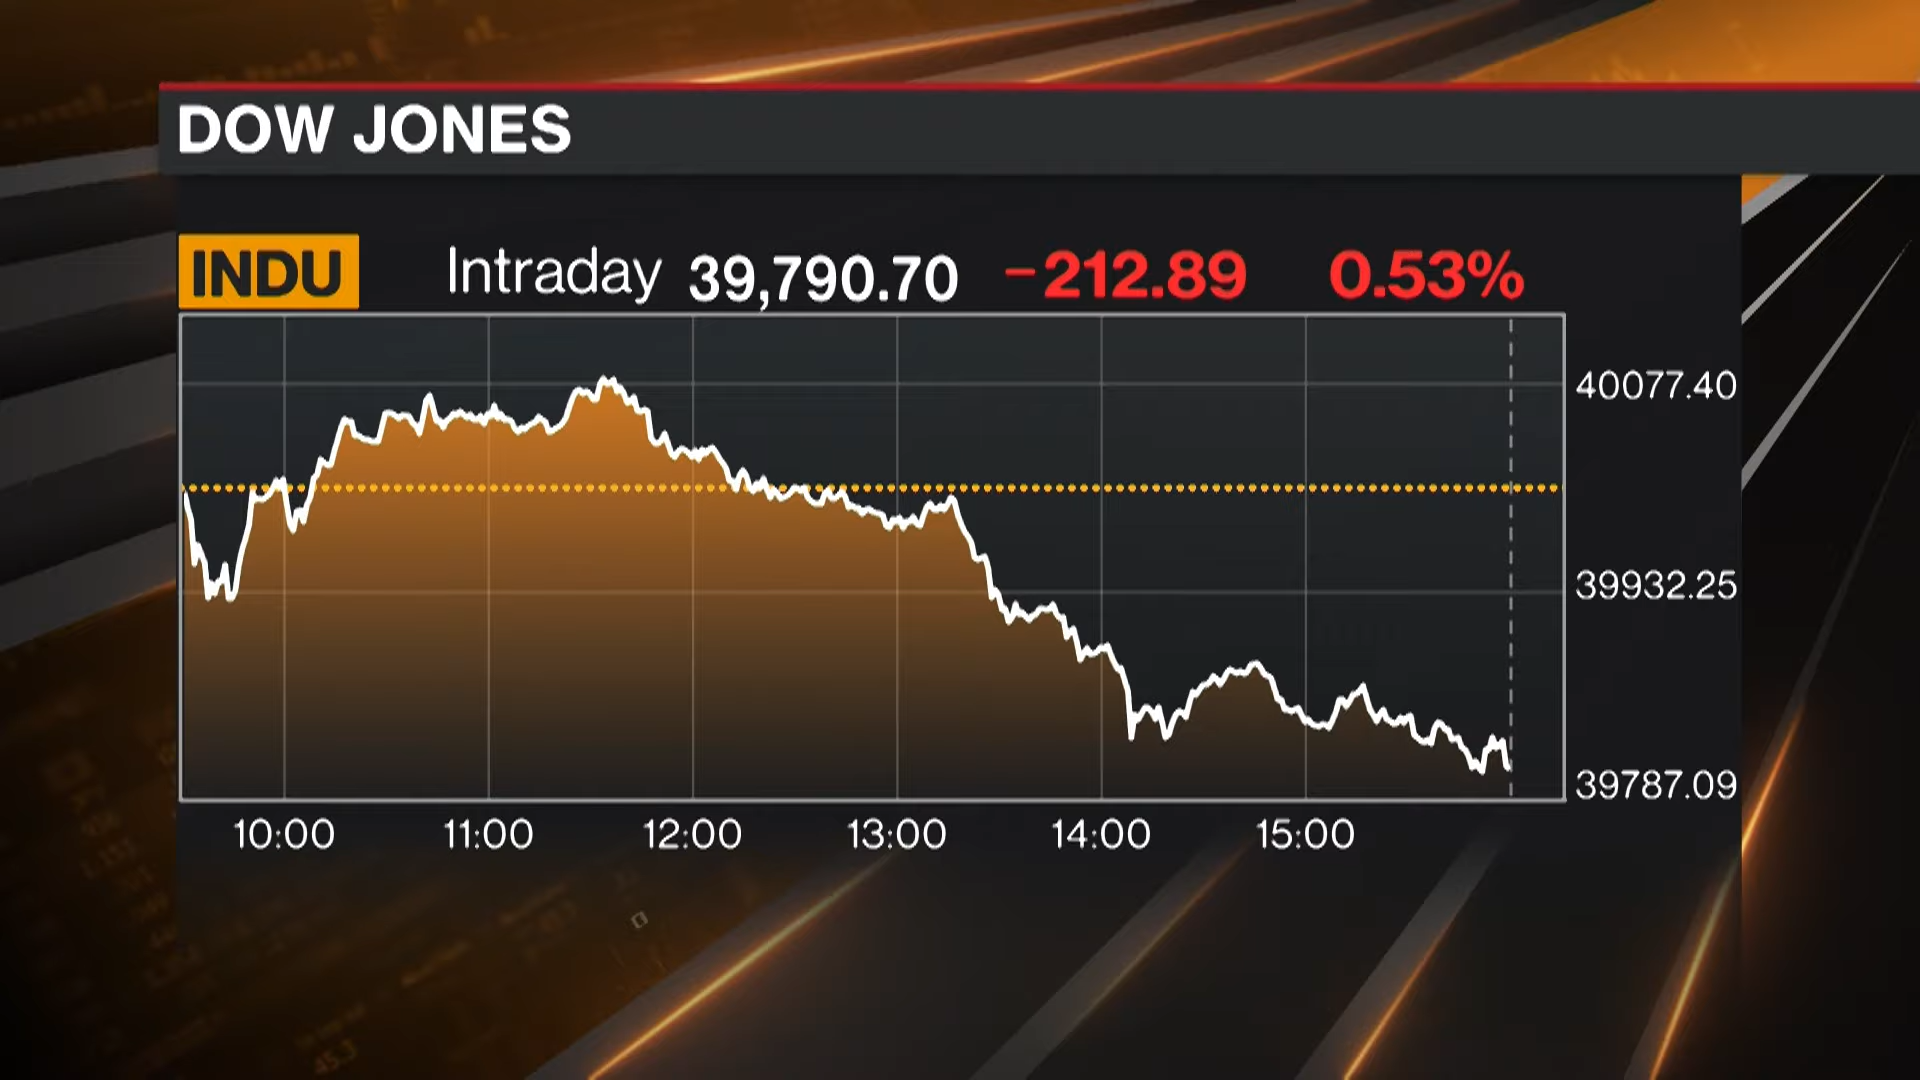 DOW JONES
INDU Intraday 39,790.70 -212.89 0.53%
40077.40
39932.25
39787.09
10:00 11:00 12:00 13:00 14:00 15:00